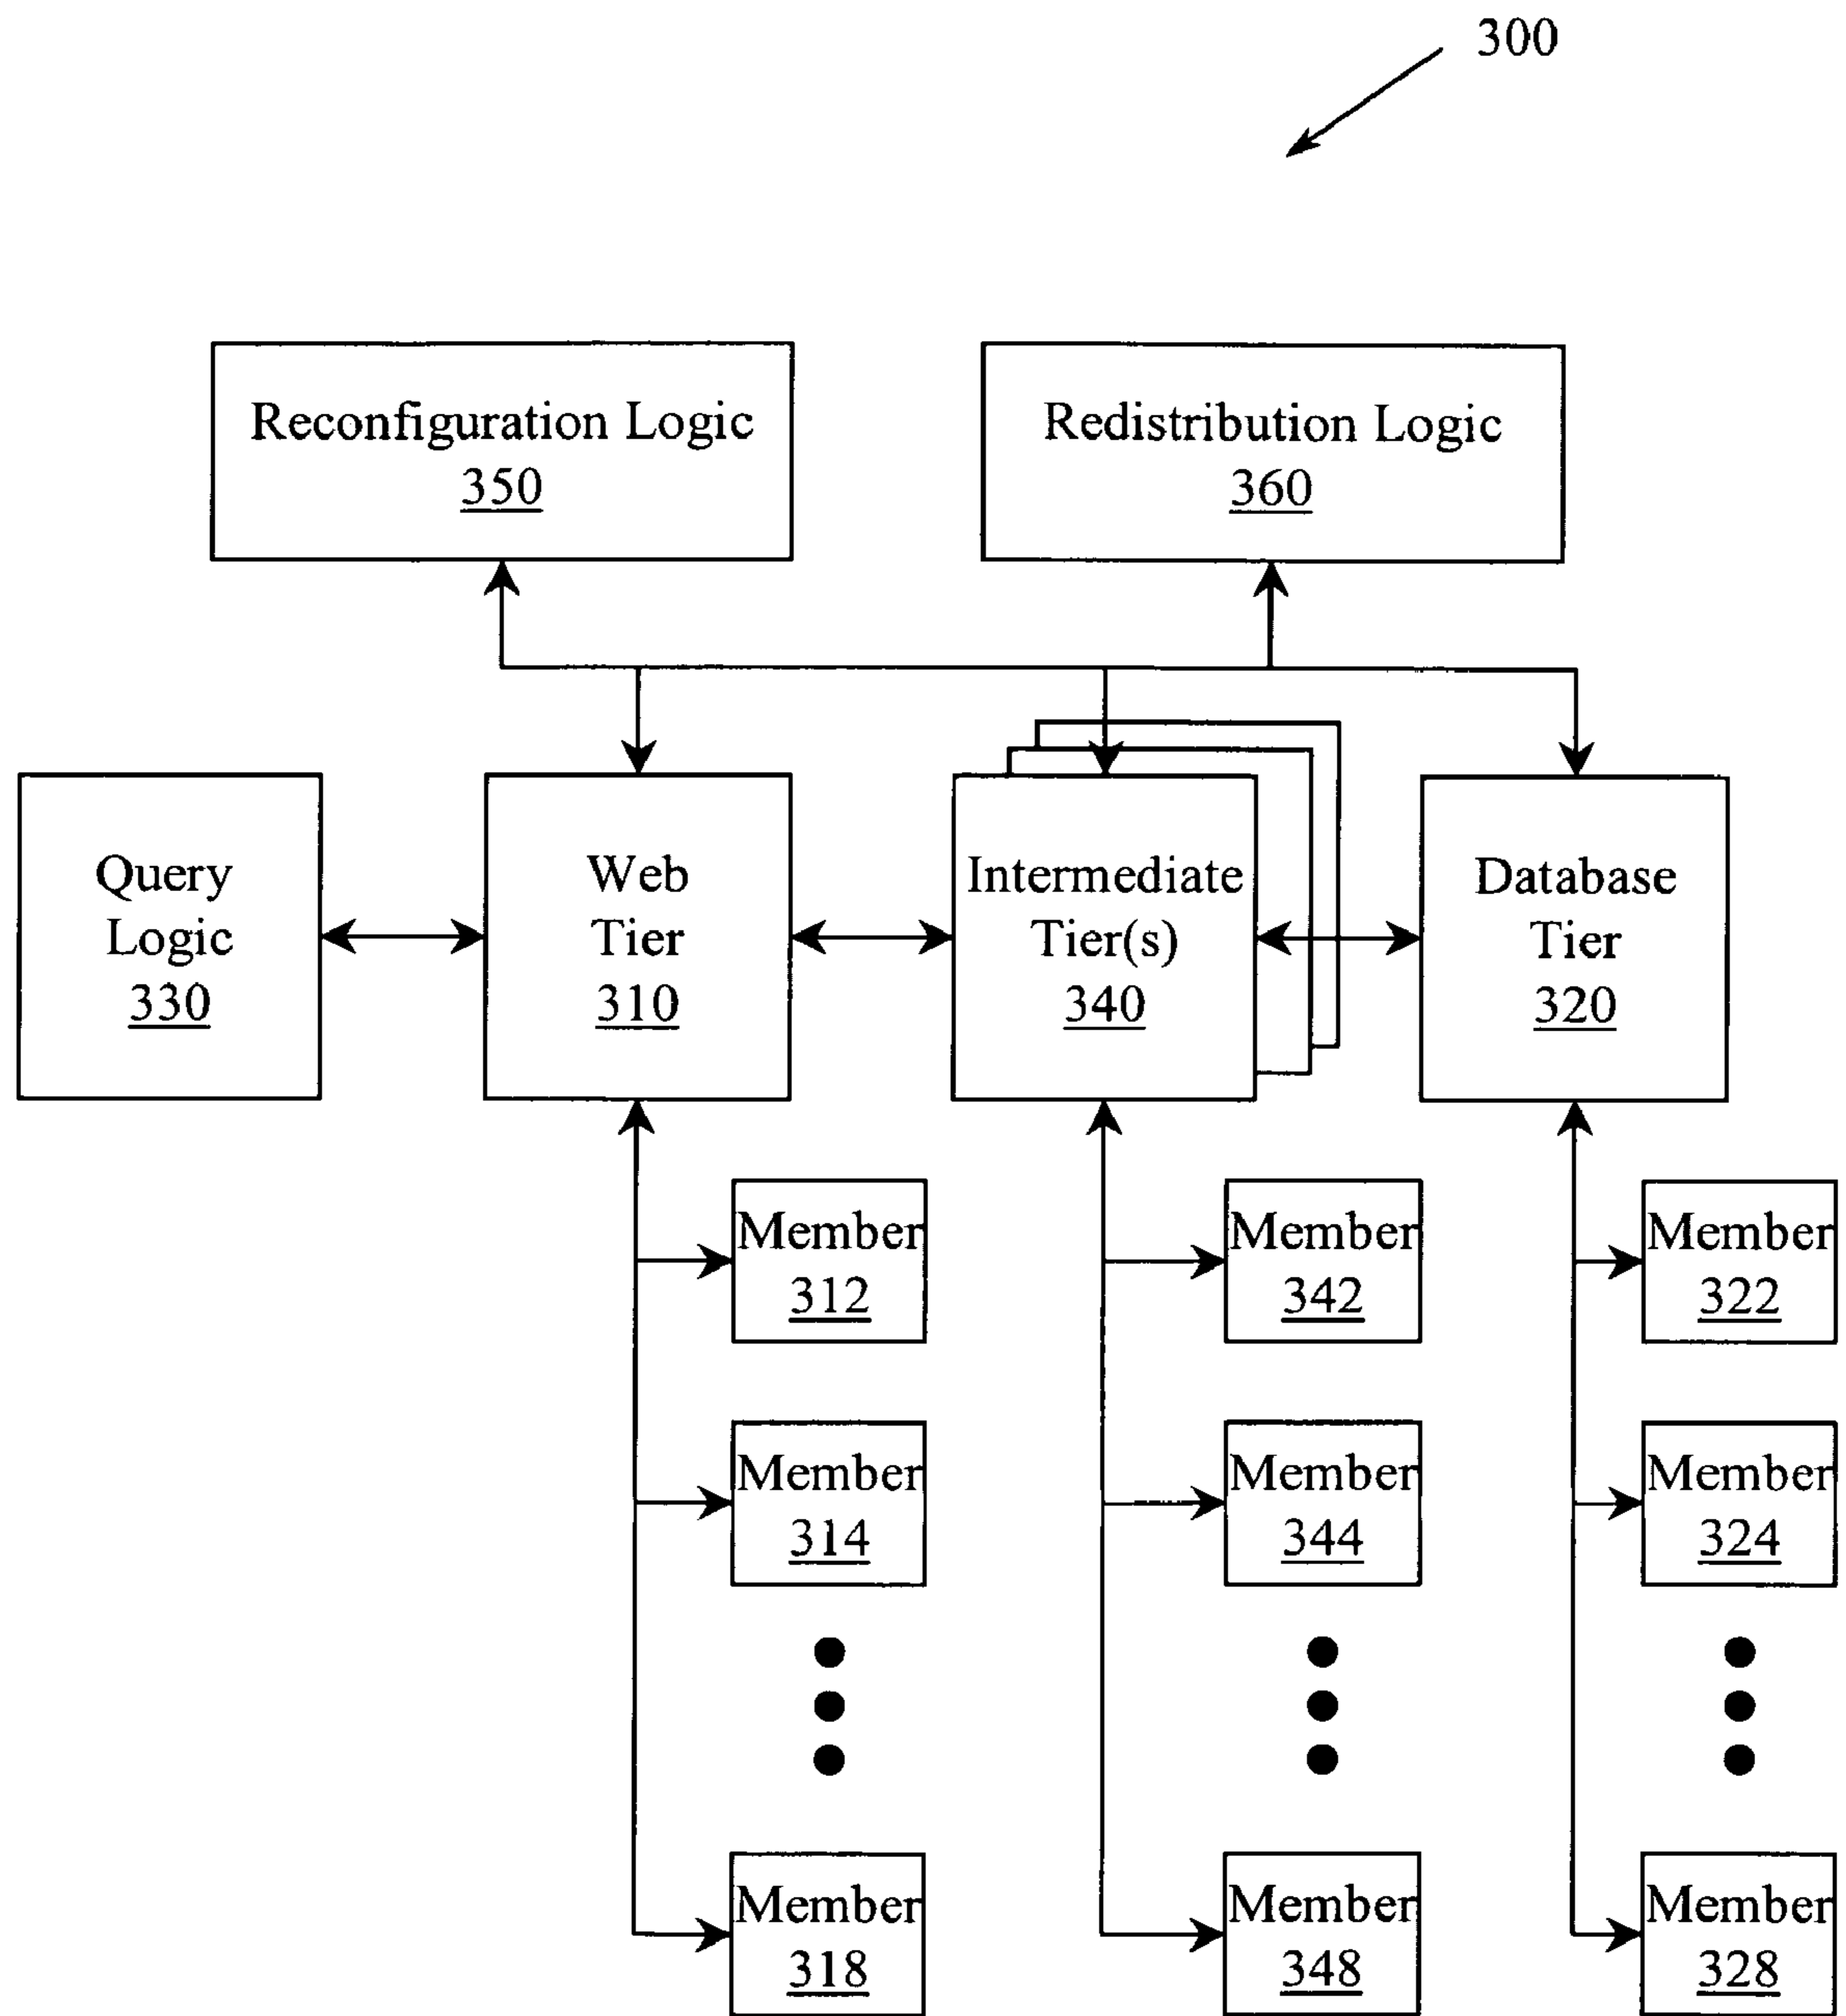 300
Reconfiguration Logic
350
Redistribution Logic
360
Query
Logic
330
Web
Tier
310
Intermediate
Tier(s)
340
Database
Tier
320
Member
312
Member
342
Member
322
Member
314
Member
344
Member
324
Member
318
Member
348
Member
328